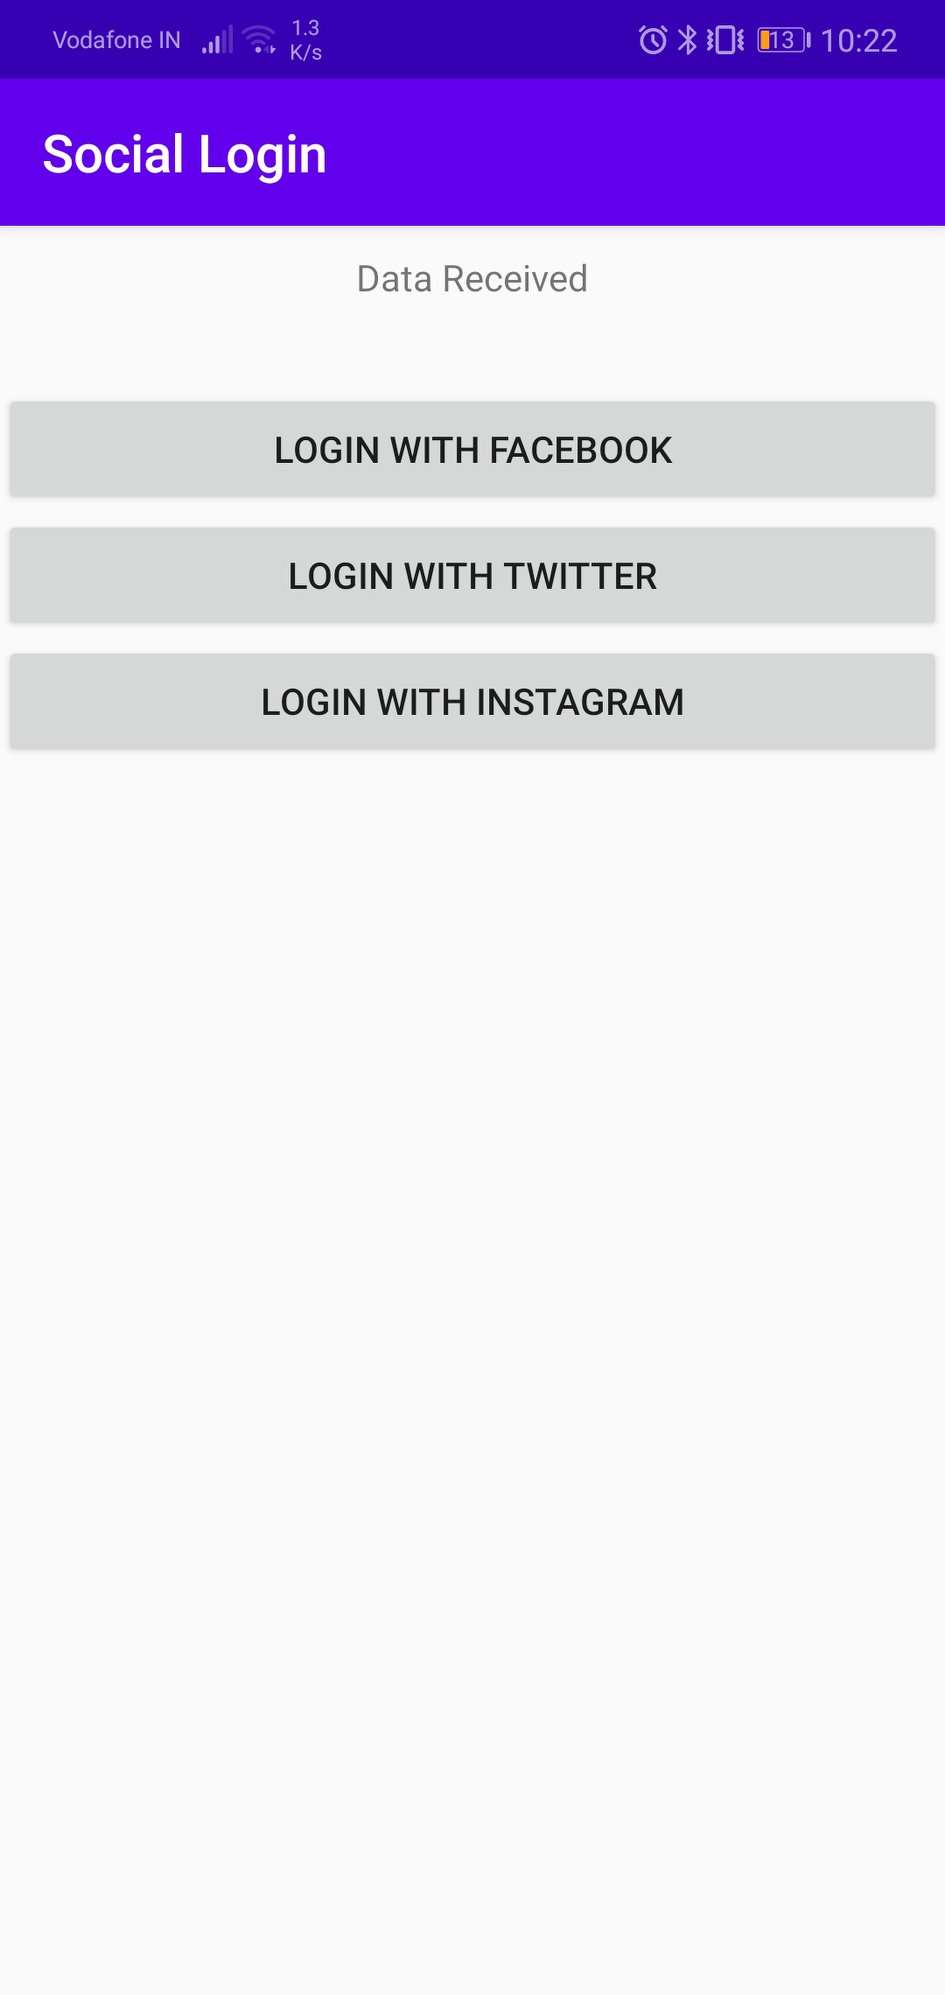 Vodafone IN 1.3 K/s 13 10:22
Social Login
Data Received
LOGIN WITH FACEBOOK
LOGIN WITH TWITTER
LOGIN WITH INSTAGRAM